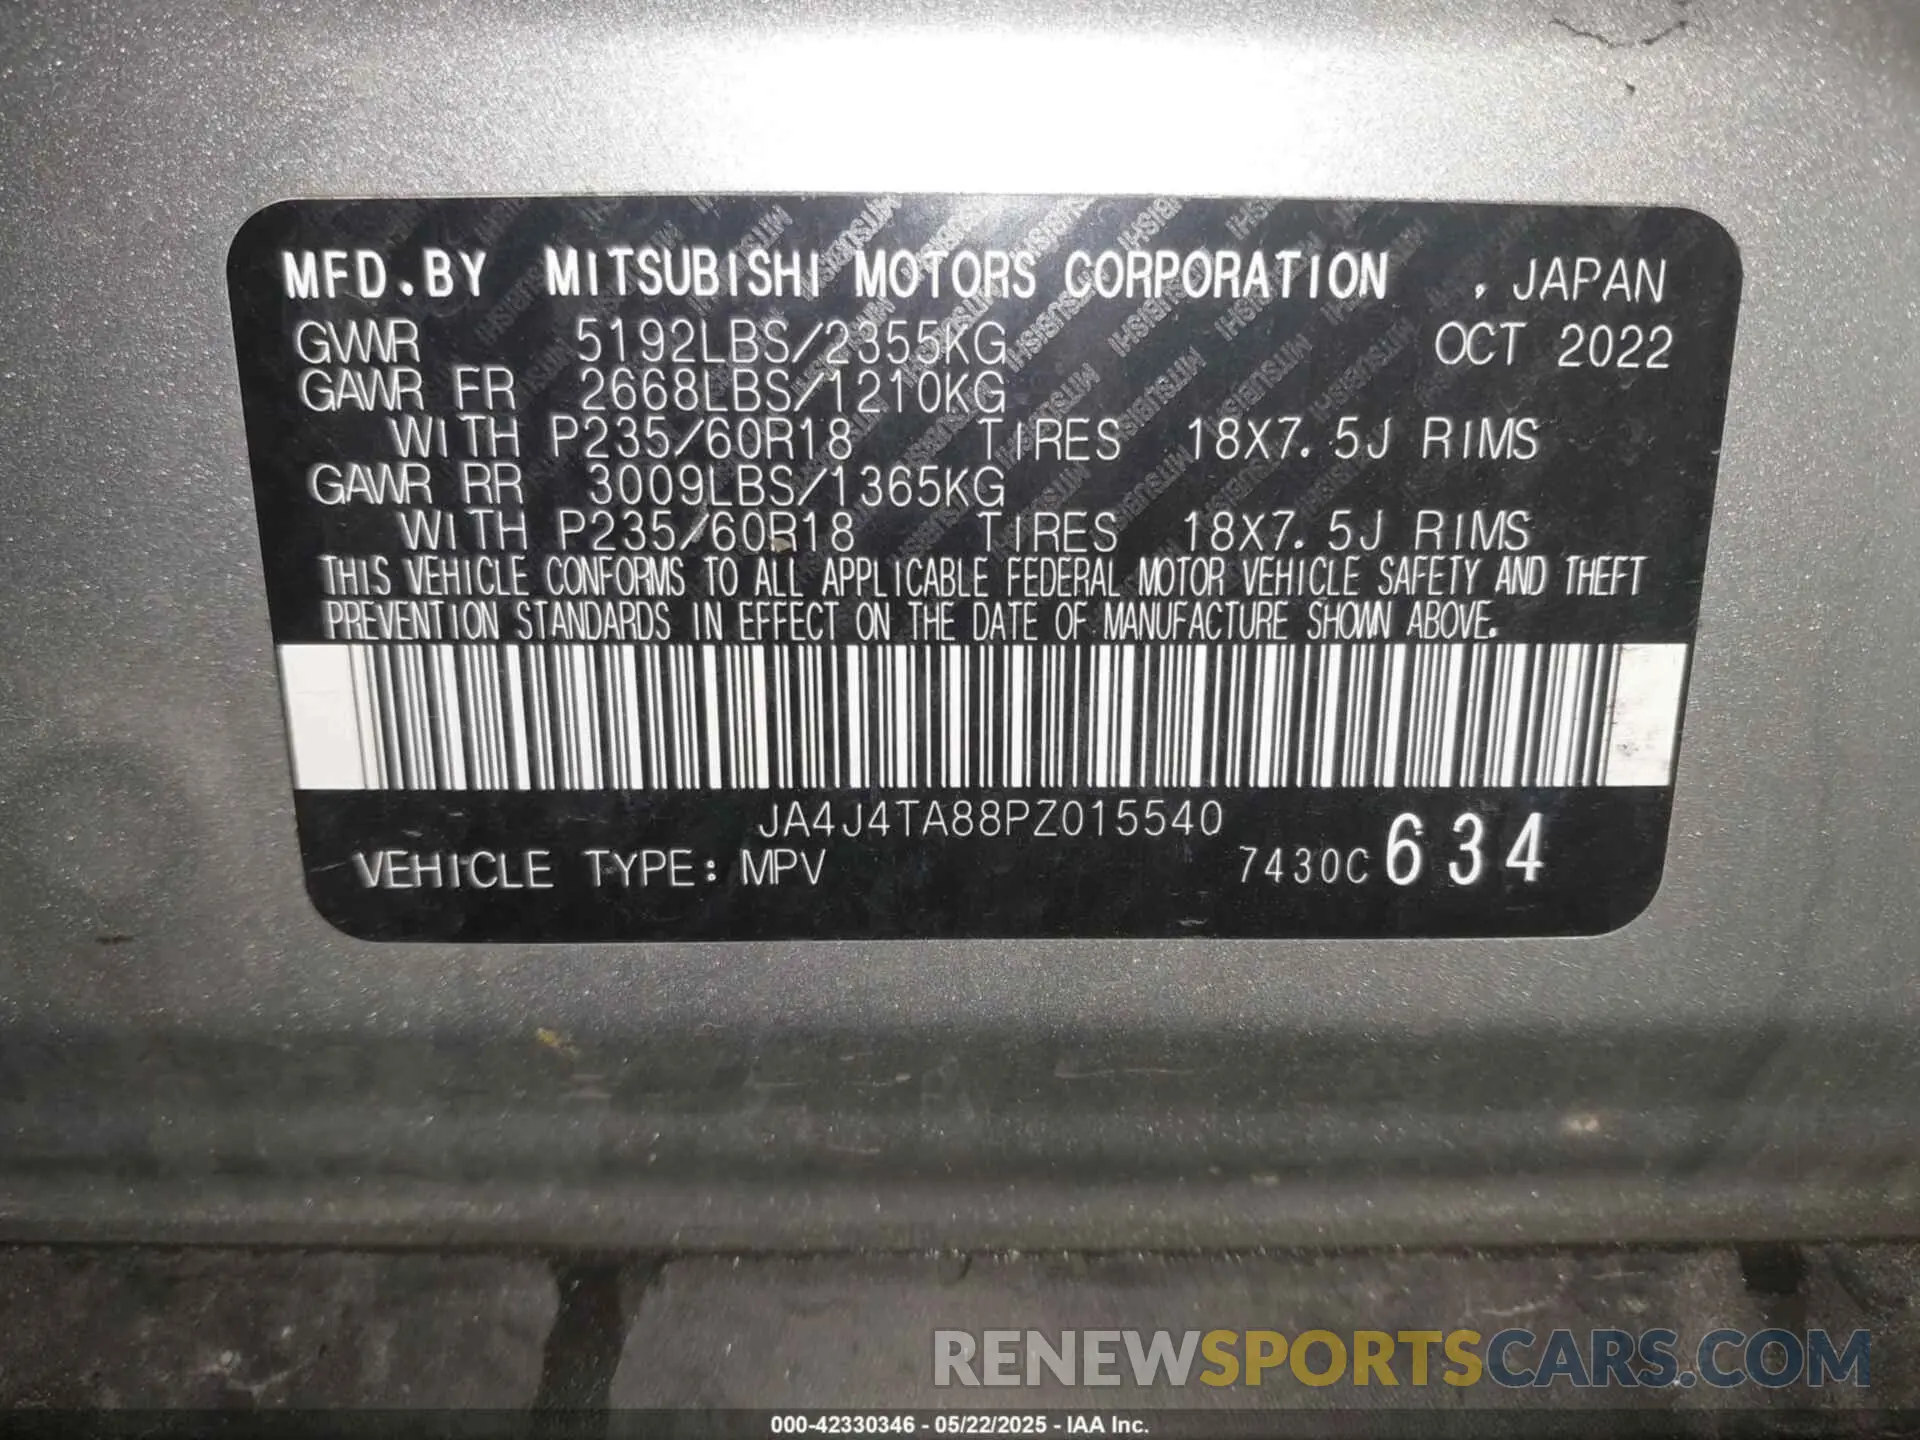 MFD.BY MITSUBISHI MOTORS CORPORATION , JAPAN
GVWR 5192LBS/2355KG OCT 2022
GAWR FR 2668LBS/1210KG
WITH P235/60R18 TIRES 18X7.5J RIMS
GAWR RR 3009LBS/1365KG
WITH P235/60R18 TIRES 18X7.5J RIMS
THIS VEHICLE CONFORMS TO ALL APPLICABLE FEDERAL MOTOR VEHICLE SAFETY AND THEFT
PREVENTION STANDARDS IN EFFECT ON THE DATE OF MANUFACTURE SHOWN ABOVE.
JA4J4TA88PZ015540
VEHICLE TYPE: MPV 7430C 634
RENEWSPORTSCARS.COM
000-42330346 - 05/22/2025 - IAA Inc.